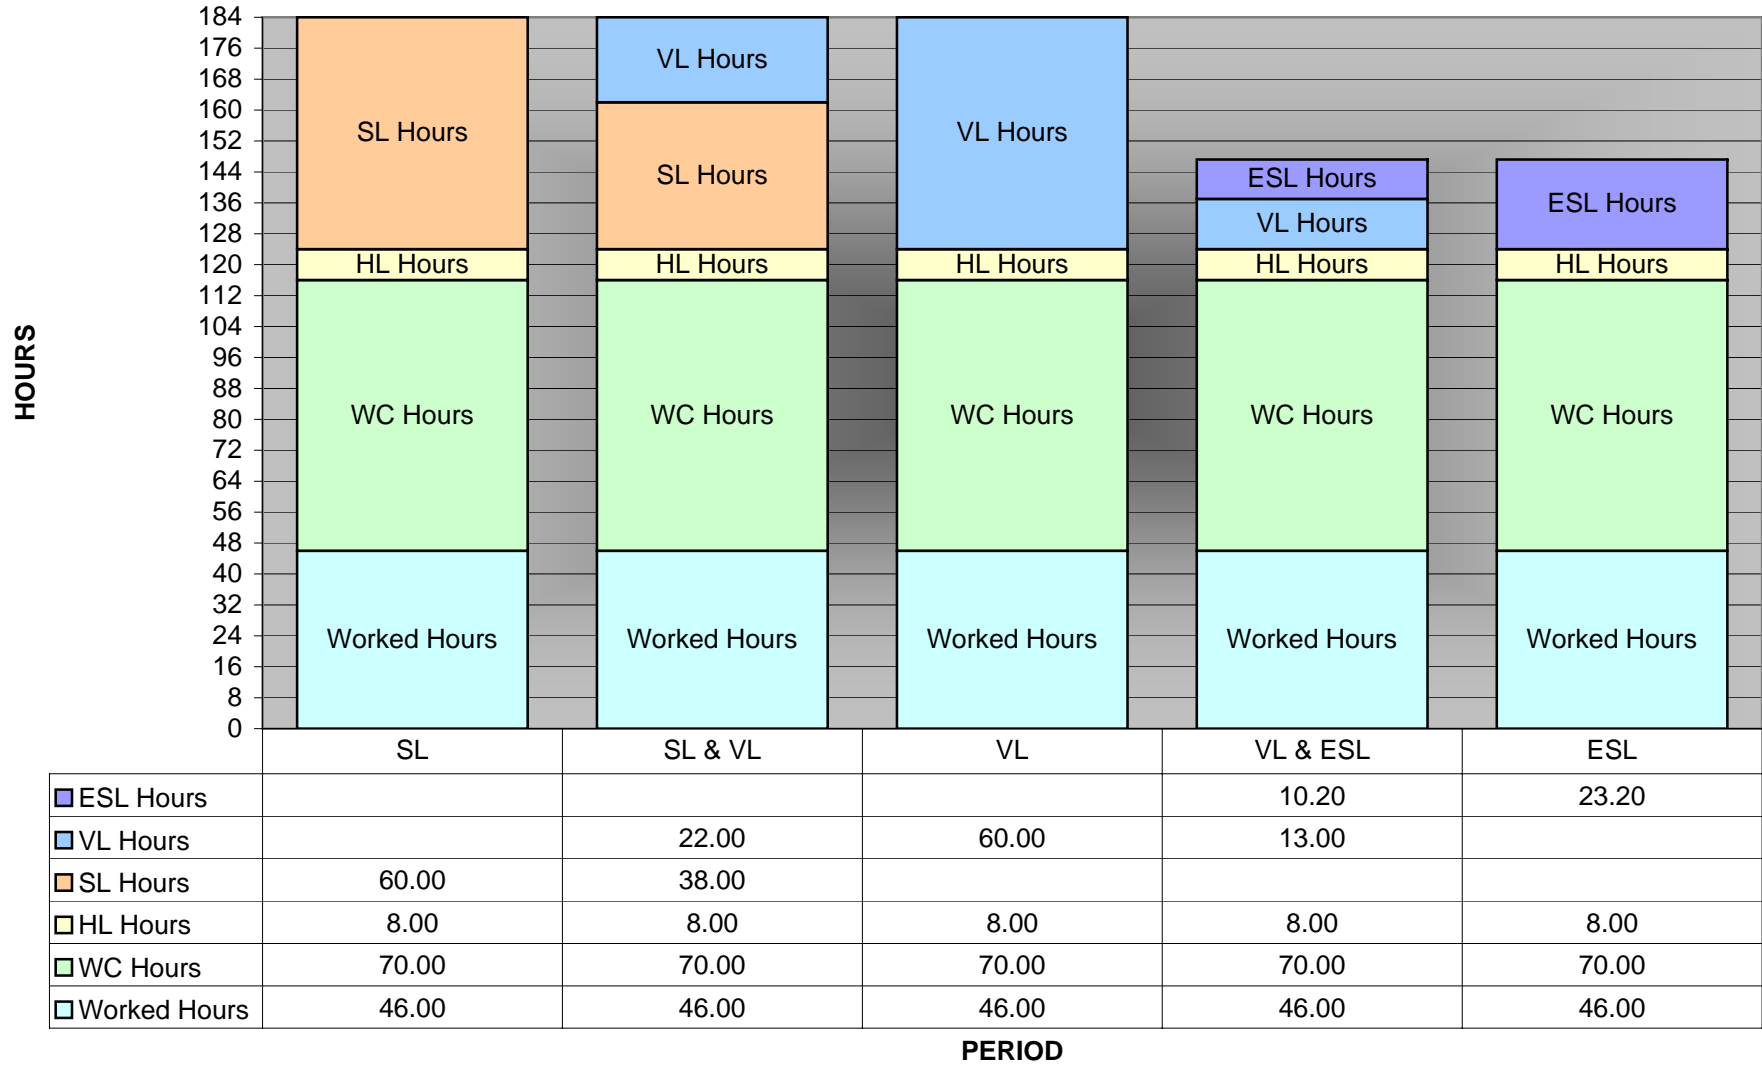 HOURS
184
176
168
160
152
144
136
128
120
112
104
96
88
80
72
64
56
48
40
32
24
16
8
0
VL Hours
SL Hours VL Hours
SL Hours ESL Hours ESL Hours
VL Hours
HL Hours HL Hours HL Hours HL Hours HL Hours
WC Hours WC Hours WC Hours WC Hours WC Hours
Worked Hours Worked Hours Worked Hours Worked Hours Worked Hours
SL SL & VL VL VL & ESL ESL
ESL Hours 10.20 23.20
VL Hours 22.00 60.00 13.00
SL Hours 60.00 38.00
HL Hours 8.00 8.00 8.00 8.00 8.00
WC Hours 70.00 70.00 70.00 70.00 70.00
Worked Hours 46.00 46.00 46.00 46.00 46.00
PERIOD